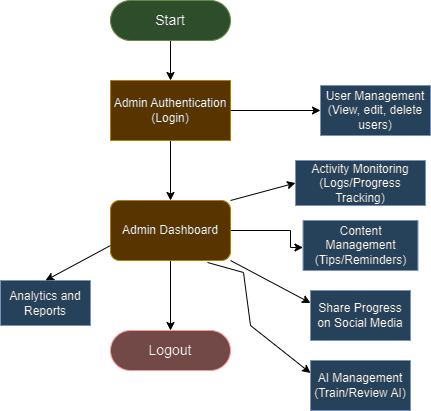 Start
Admin Authentication
(Login)
User Management
(View, edit, delete
users)
Activity Monitoring
(Logs/Progress
Tracking)
Admin Dashboard
Content
Management
(Tips/Reminders)
Analytics and
Reports
Share Progress
on Social Media
Logout
AI Management
(Train/Review AI)